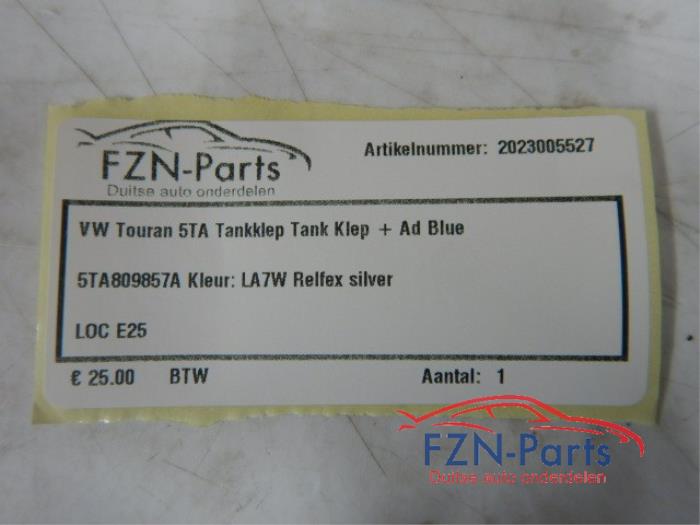 FZN-Parts
Duitse auto onderdelen
Artikelnummer: 2023005527
VW Touran 5TA Tankklep Tank Klep + Ad Blue
5TA809857A Kleur: LA7W Relfex silver
LOC E25
€ 25.00 BTW Aantal: 1
FZN-Parts
Duitse auto onderdelen